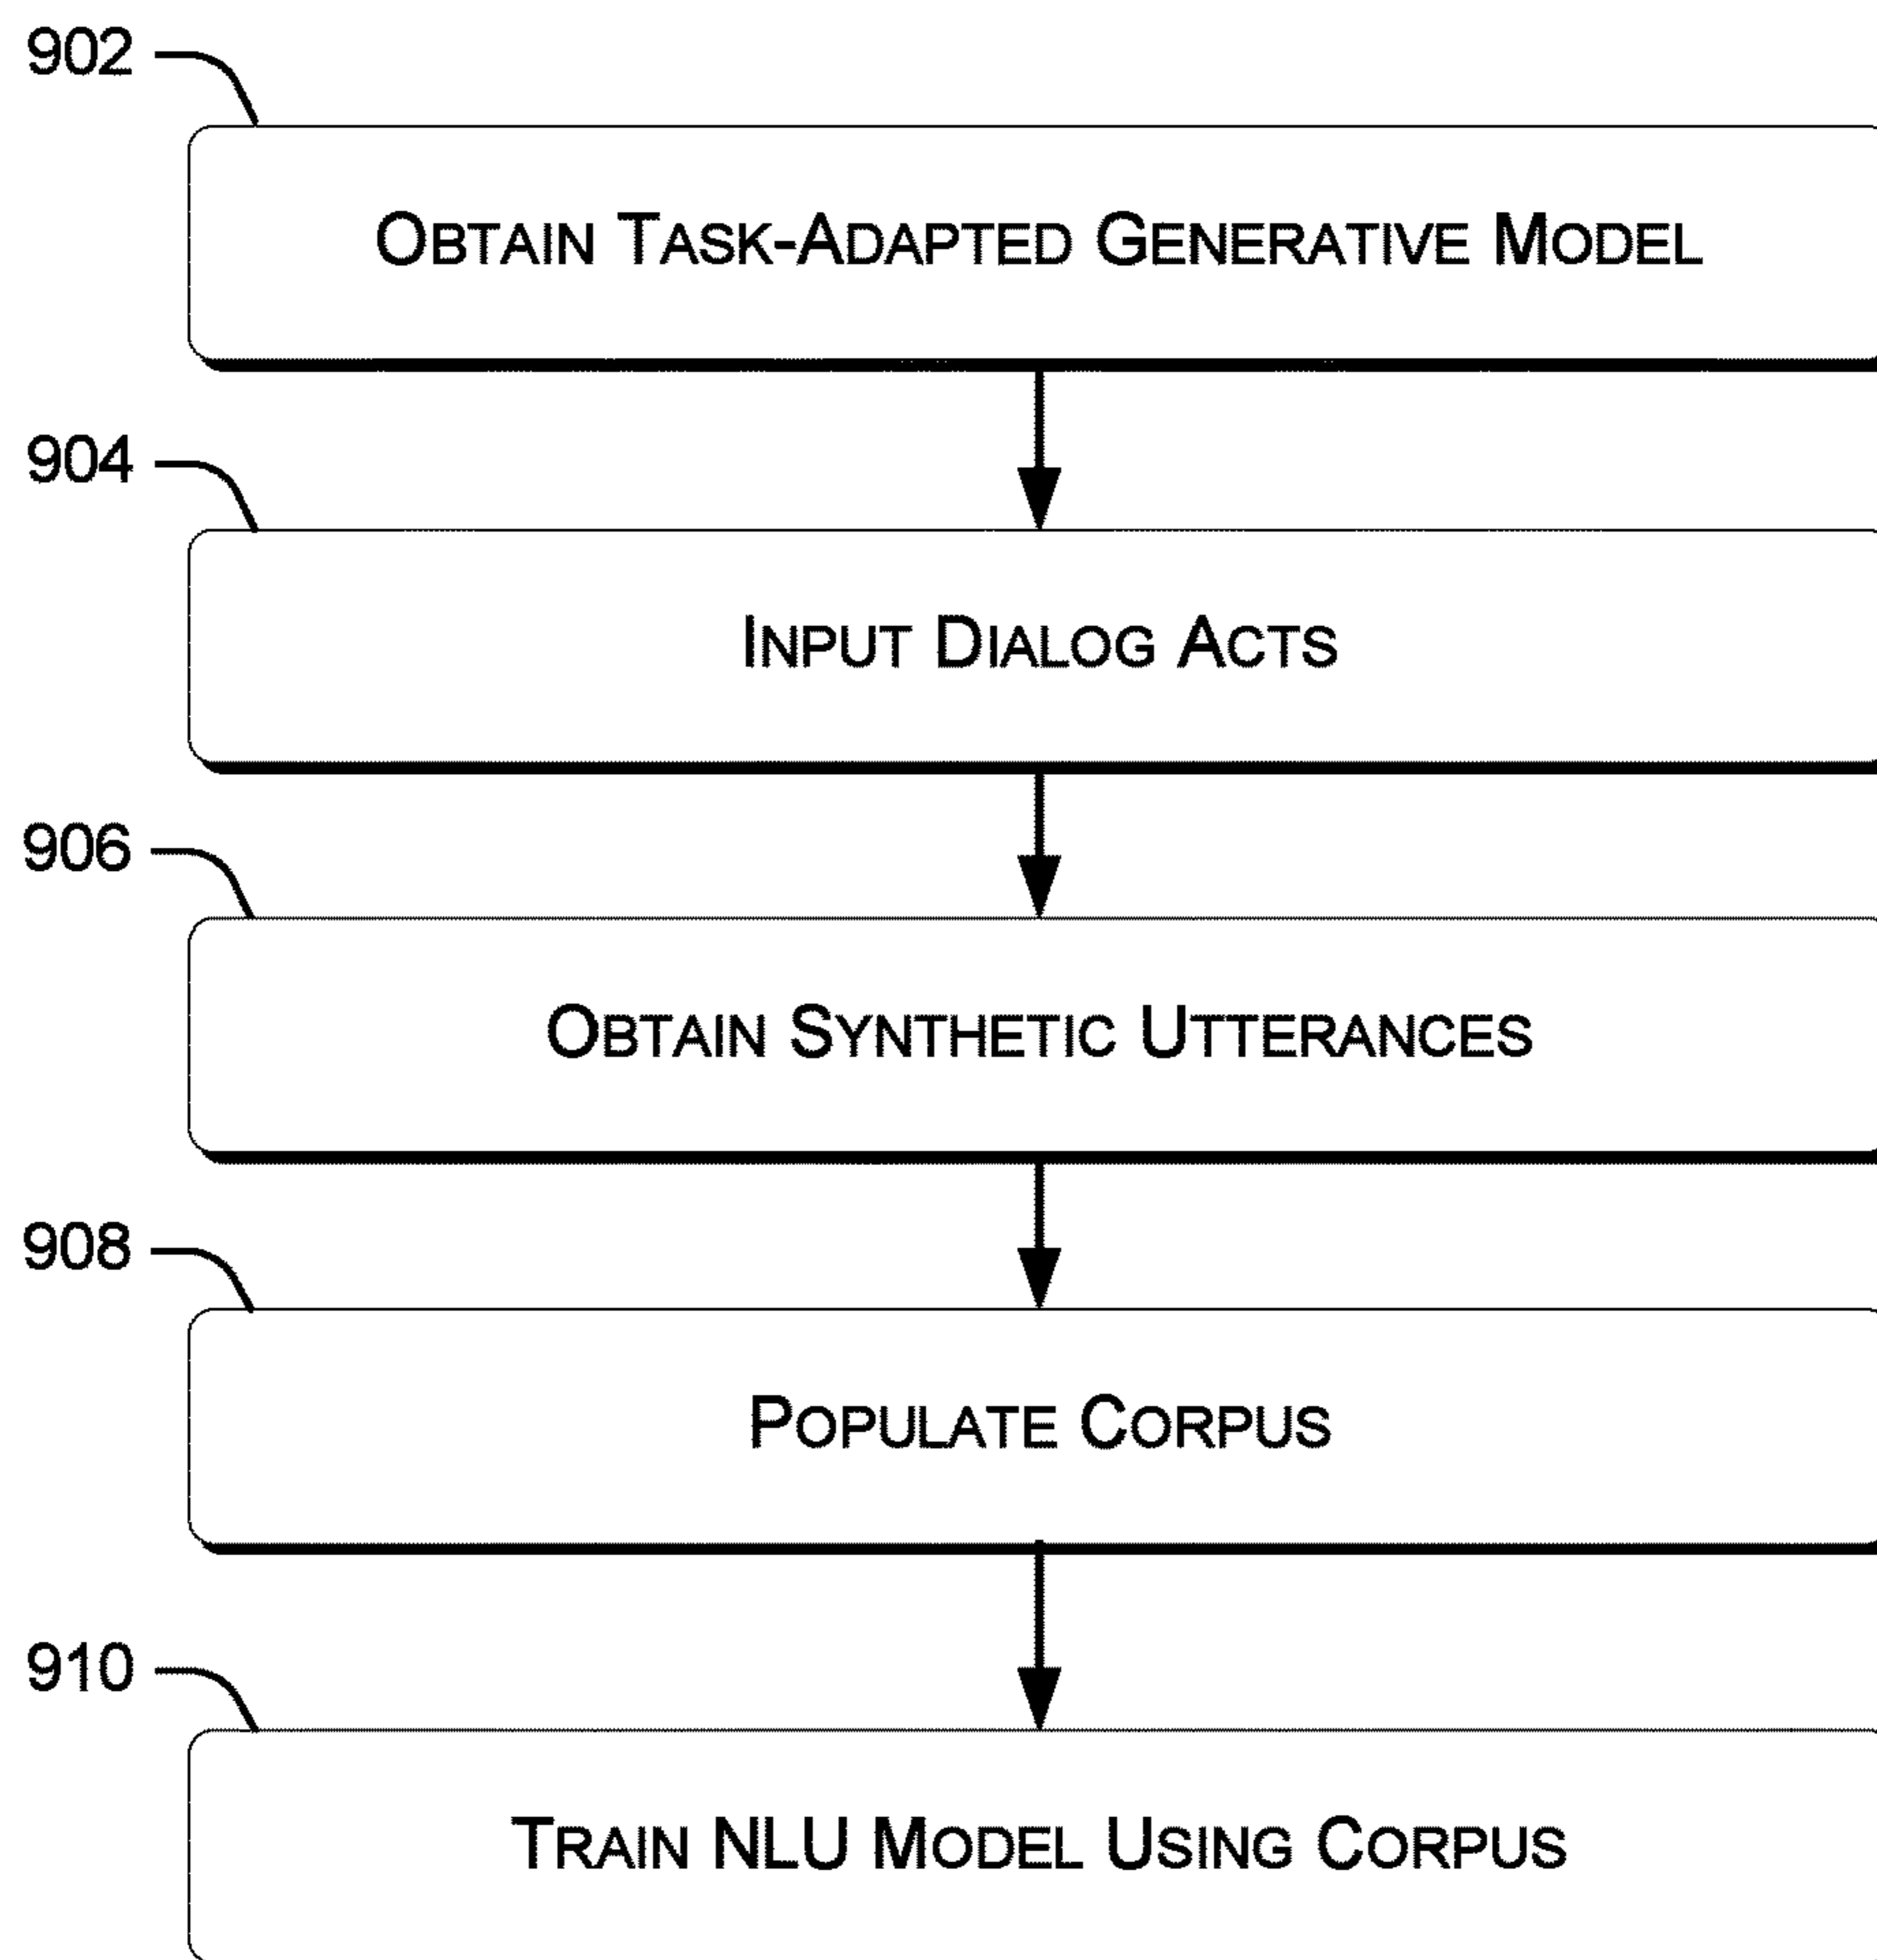 902
OBTAIN TASK-ADAPTED GENERATIVE MODEL
904
INPUT DIALOG ACTS
906
OBTAIN SYNTHETIC UTTERANCES
908
POPULATE CORPUS
910
TRAIN NLU MODEL USING CORPUS